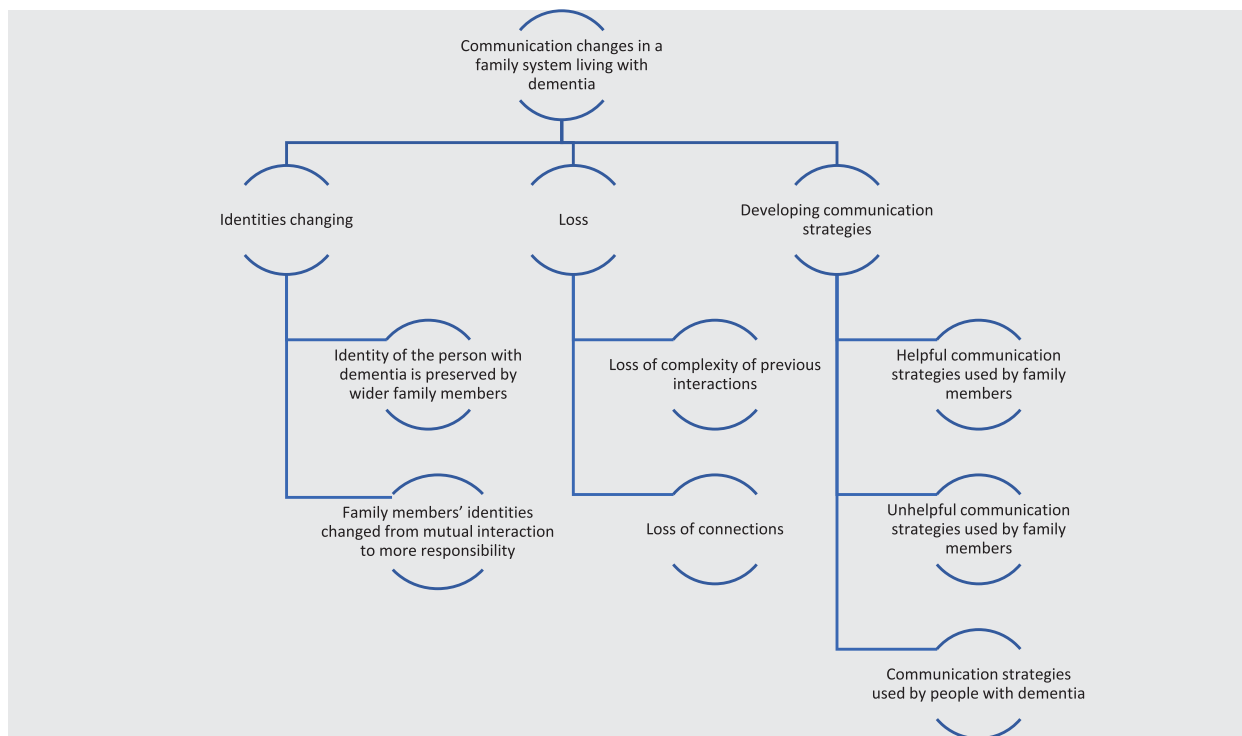 Communication changes in a
family system living with
dementia
Identities changing
Loss
Developing communication
strategies
Identity of the person with
dementia is preserved by
wider family members
Loss of complexity of previous
interactions
Helpful communication
strategies used by family
members
Family members’ identities
changed from mutual interaction
to more responsibility
Loss of connections
Unhelpful communication
strategies used by family
members
Communication strategies
used by people with dementia